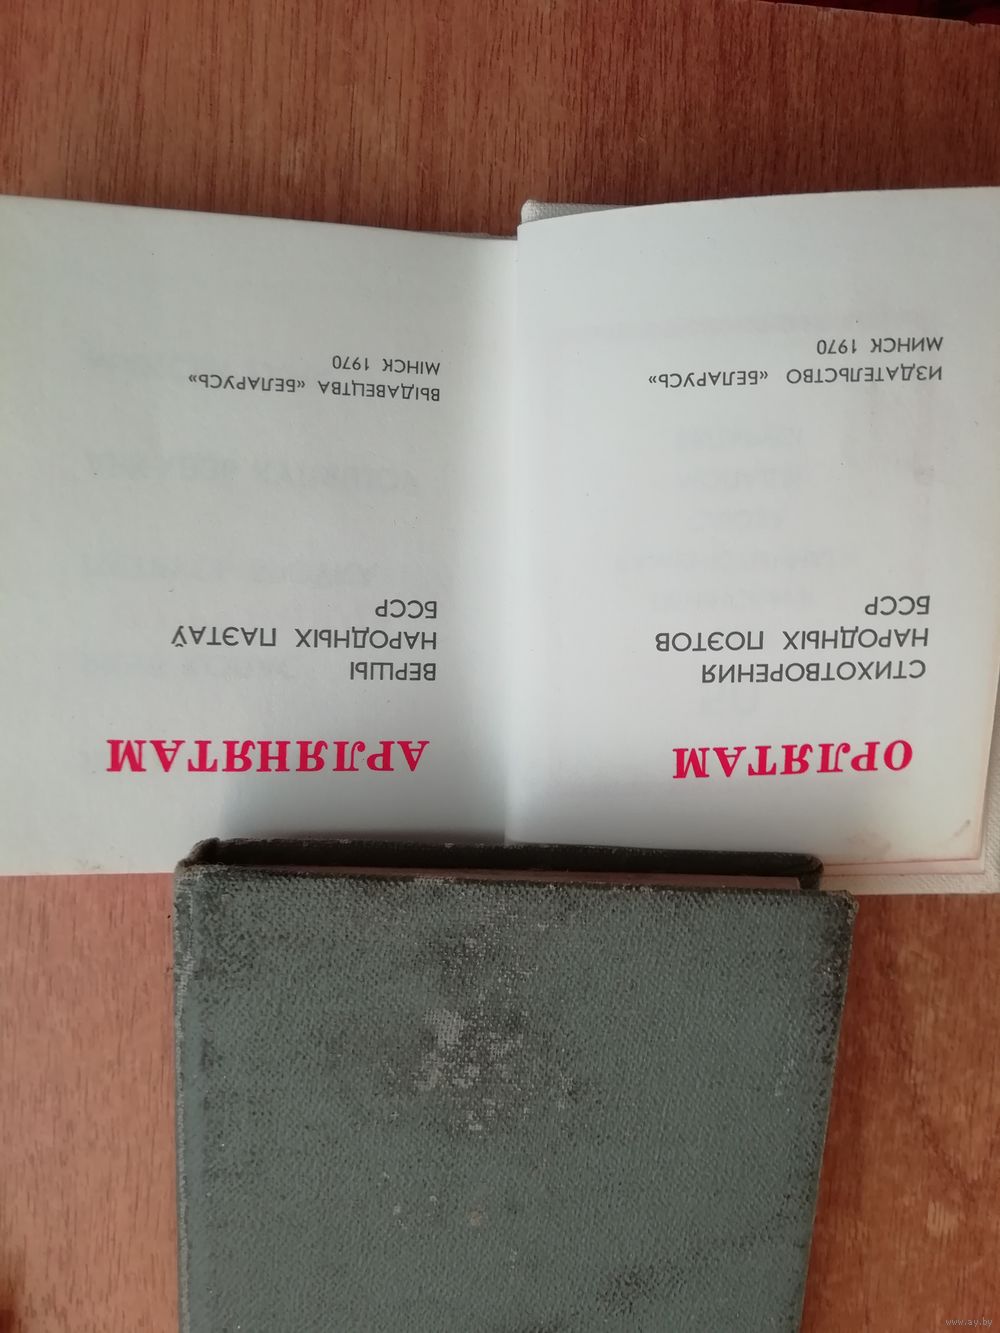 ОРЛЯТАМ
СТИХОТВОРЕНИЯ
НАРОДНЫХ ПОЭТОВ
БССР
ИЗДАТЕЛЬСТВО «БЕЛАРУСЬ»
МИНСК 1970
АРЛЯНЯТАМ
ВЕРШЫ
НАРОДНЫХ ПАЭТАЎ
БССР
ВЫДАВЕЦТВА «БЕЛАРУСЬ»
МІНСК 1970
www.ay.by